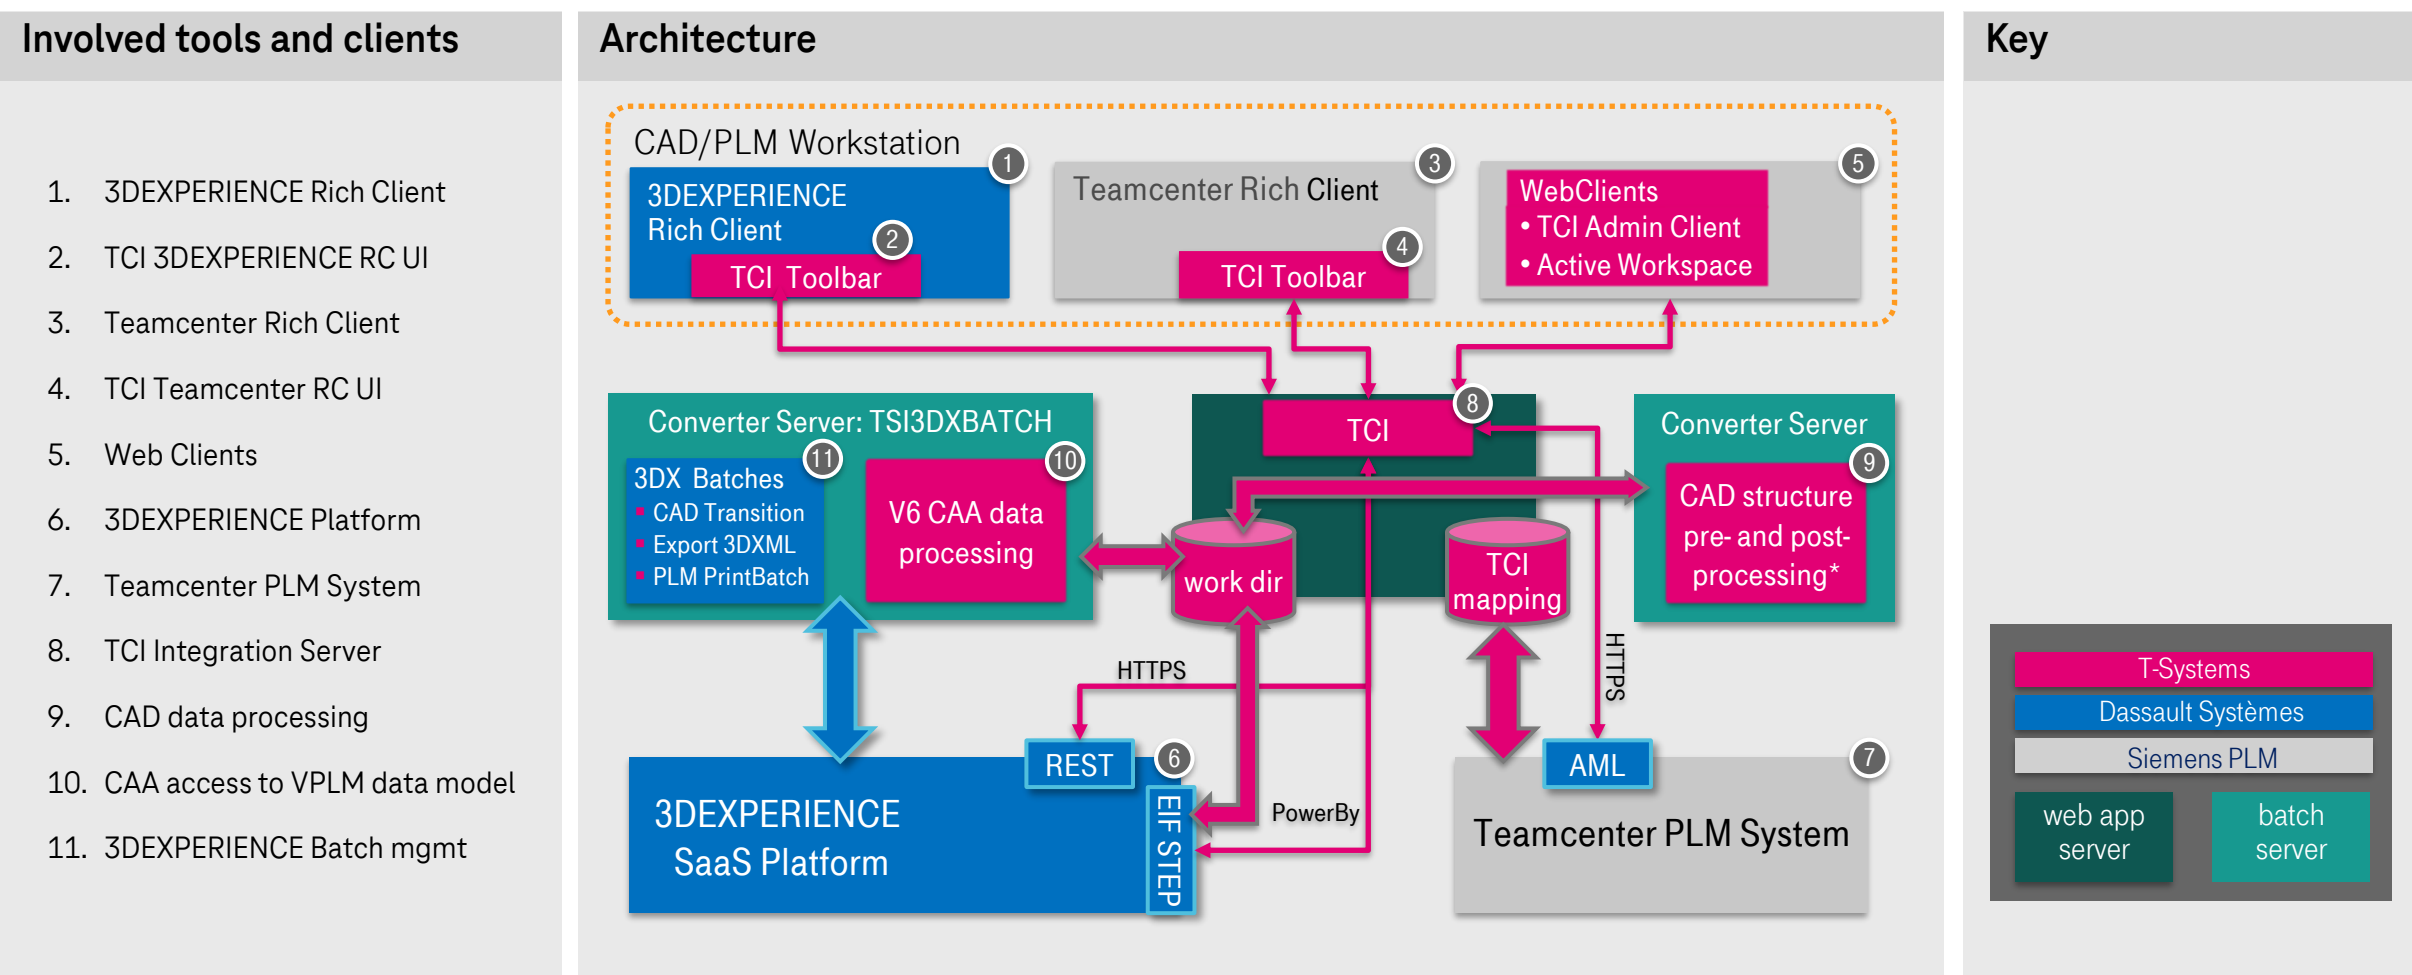 Involved tools and clients
1. 3DEXPERIENCE Rich Client
2. TCI 3DEXPERIENCE RC UI
3. Teamcenter Rich Client
4. TCI Teamcenter RC UI
5. Web Clients
6. 3DEXPERIENCE Platform
7. Teamcenter PLM System
8. TCI Integration Server
9. CAD data processing
10. CAA access to VPLM data model
11. 3DEXPERIENCE Batch mgmt
Architecture
CAD/PLM Workstation
1
3DEXPERIENCE
Rich Client
2
TCI Toolbar
3
Teamcenter Rich Client
4
TCI Toolbar
5
WebClients
• TCI Admin Client
• Active Workspace
Converter Server: TSI3DXBATCH
11
3DX Batches
▪ CAD Transition
▪ Export 3DXML
▪ PLM PrintBatch
10
V6 CAA data
processing
8
TCI
work dir
TCI
mapping
Converter Server
9
CAD structure
pre- and post-
processing*
HTTPS
HTTPS
REST
6
3DEXPERIENCE
SaaS Platform
EIF STEP
PowerBy
AML
7
Teamcenter PLM System
Key
T-Systems
Dassault Systèmes
Siemens PLM
web app
server
batch
server